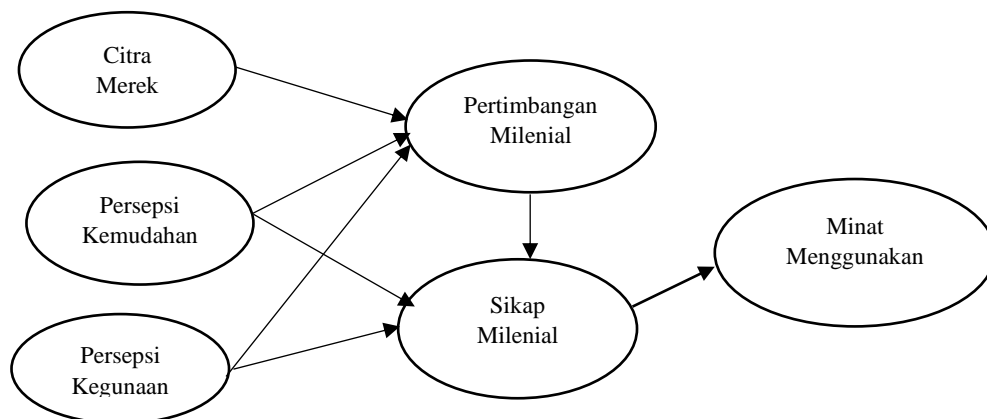 Citra
Merek
Pertimbangan
Milenial
Persepsi
Kemudahan
Minat
Menggunakan
Sikap
Milenial
Persepsi
Kegunaan